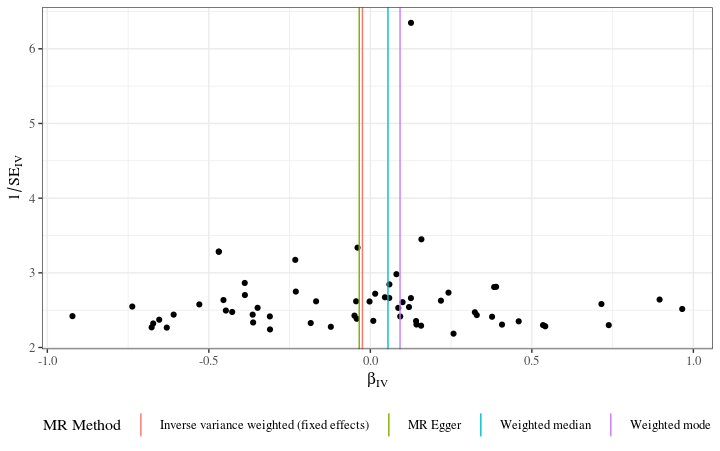 6
5
4
3
2
1/SE_IV
-1.0
-0.5
0.0
0.5
1.0
β_IV
MR Method
Inverse variance weighted (fixed effects)
MR Egger
Weighted median
Weighted mode